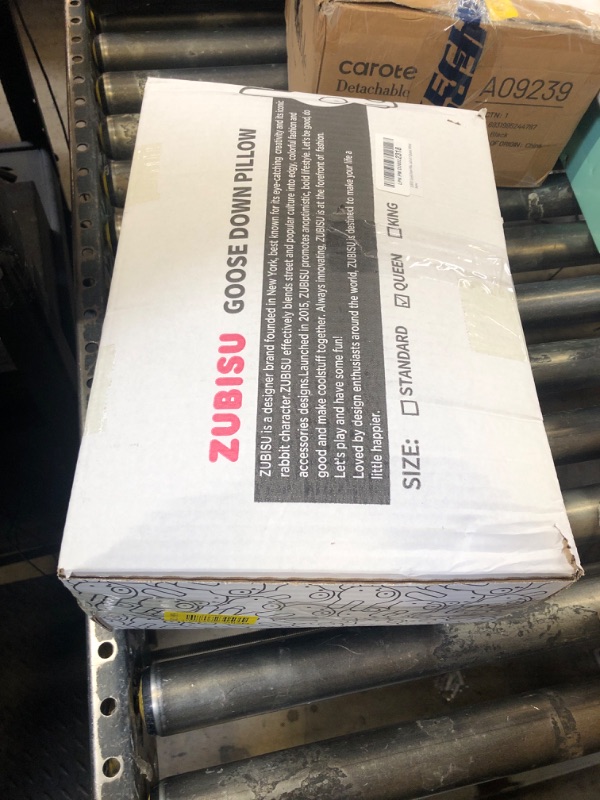 carote
Detachable
A09239
ZUBISU GOOSE DOWN PILLOW
ZUBISU is a designer brand founded in New York, best known for its eye-catching creativity and its iconic
rabbit character.ZUBISU effectively blends street and popular culture into edgy, colorful fashion and
accessories designs.Launched in 2015, ZUBISU promotes anoptimistic, bold lifestyle. Let's be good, do
good and make coolstuff together. Always innovating, ZUBISU is at the forefront of fashion.
Let's play and have some fun!
Loved by design enthusiasts around the world, ZUBISU is destined to make your life a
little happier.
SIZE: STANDARD QUEEN KING